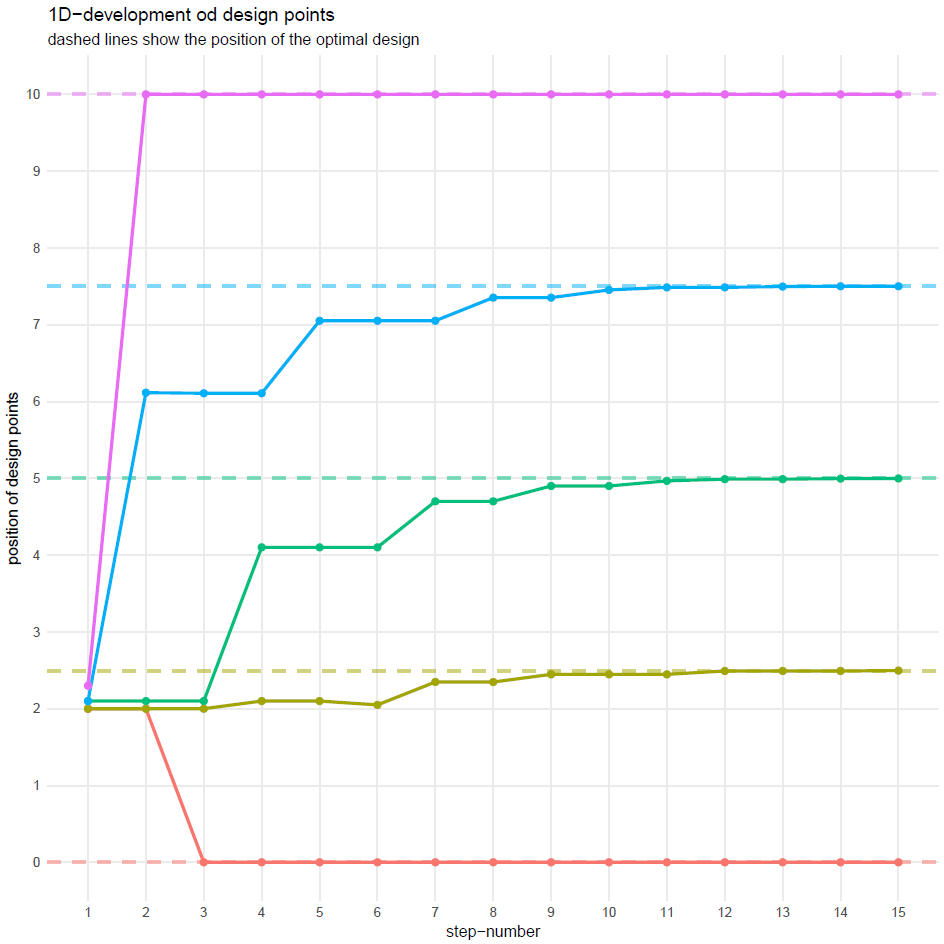 1D−development od design points
dashed lines show the position of the optimal design
position of design points
10
9
8
7
6
5
4
3
2
1
0
1 2 3 4 5 6 7 8 9 10 11 12 13 14 15
step−number